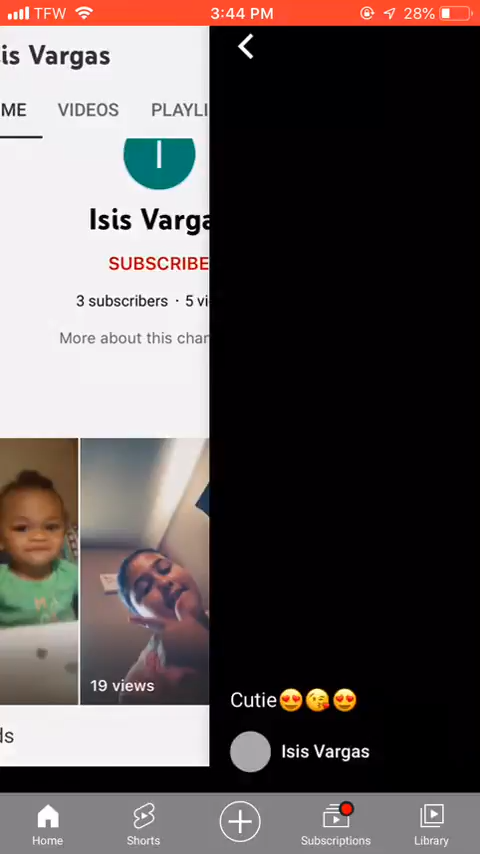 TFW 3:44 PM 28%
is Vargas
ME VIDEOS PLAYLI
I
Isis Varga
SUBSCRIBE
3 subscribers · 5 vi
More about this chan
19 views
ds
Cutie😍😘😍
Isis Vargas
Home Shorts Subscriptions Library